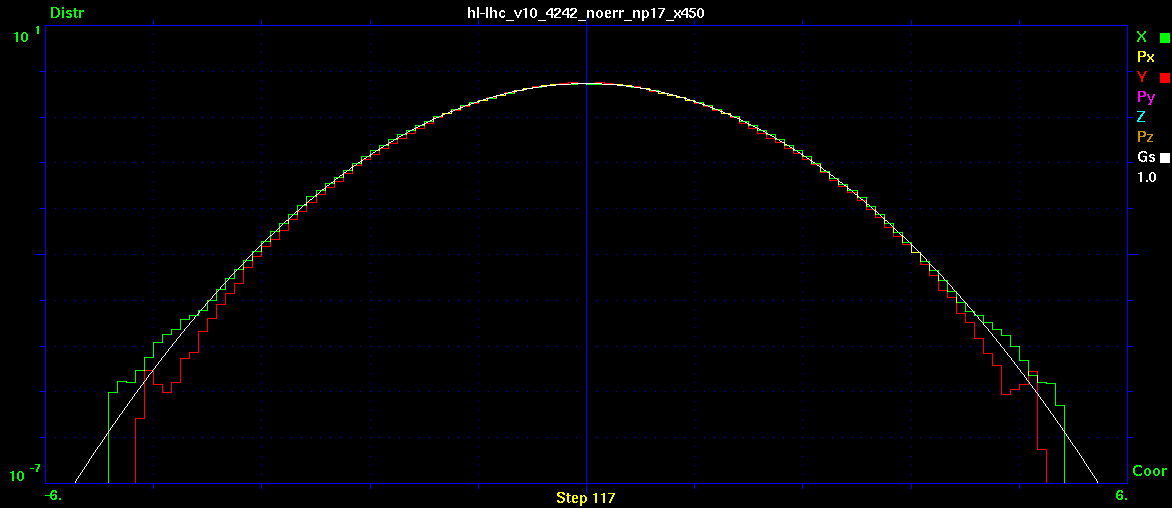 Distr
hl-lhc_v10_4242_noerr_np17_x450
10 1
X
Px
Y
Py
Z
Pz
Gs
1.0
10 -7
Coor
-6.
Step 117
6.